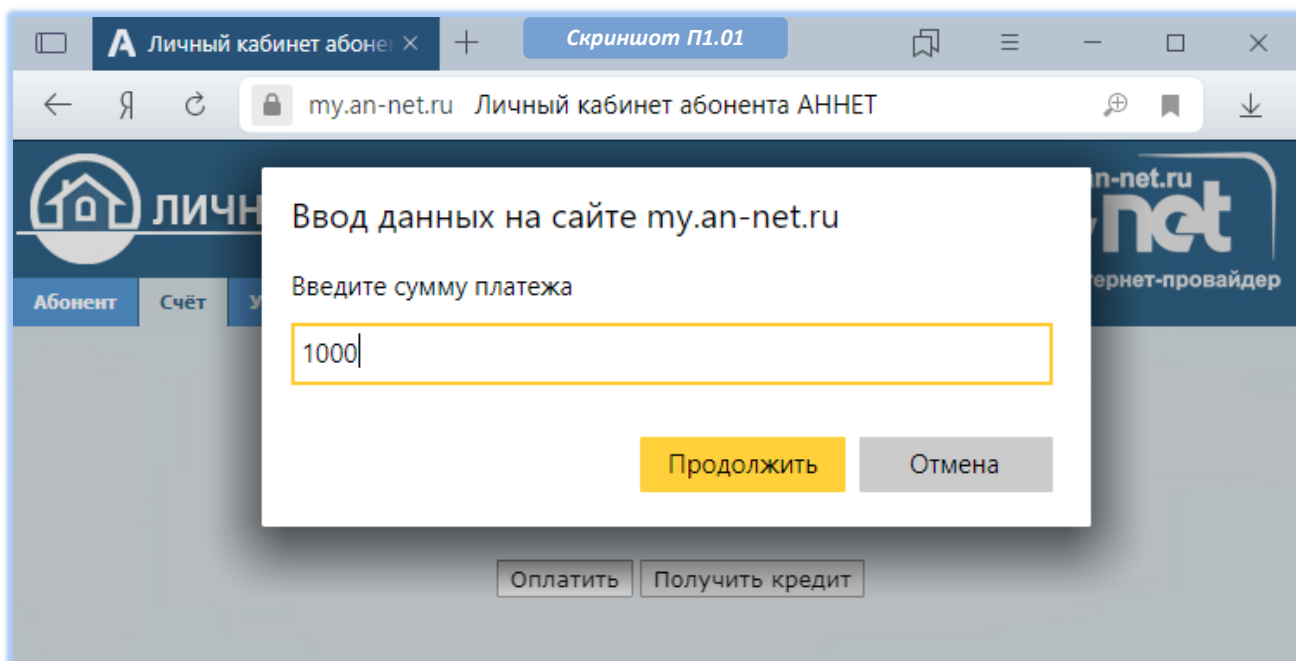 Личный кабинет абоне
Скриншот П1.01
Я my.an-net.ru Личный кабинет абонента АННЕТ
ЛИЧН
n-net.ru
net
Абонент Счёт У
ернет-провайдер
Ввод данных на сайте my.an-net.ru
Введите сумму платежа
1000
Продолжить Отмена
Оплатить Получить кредит